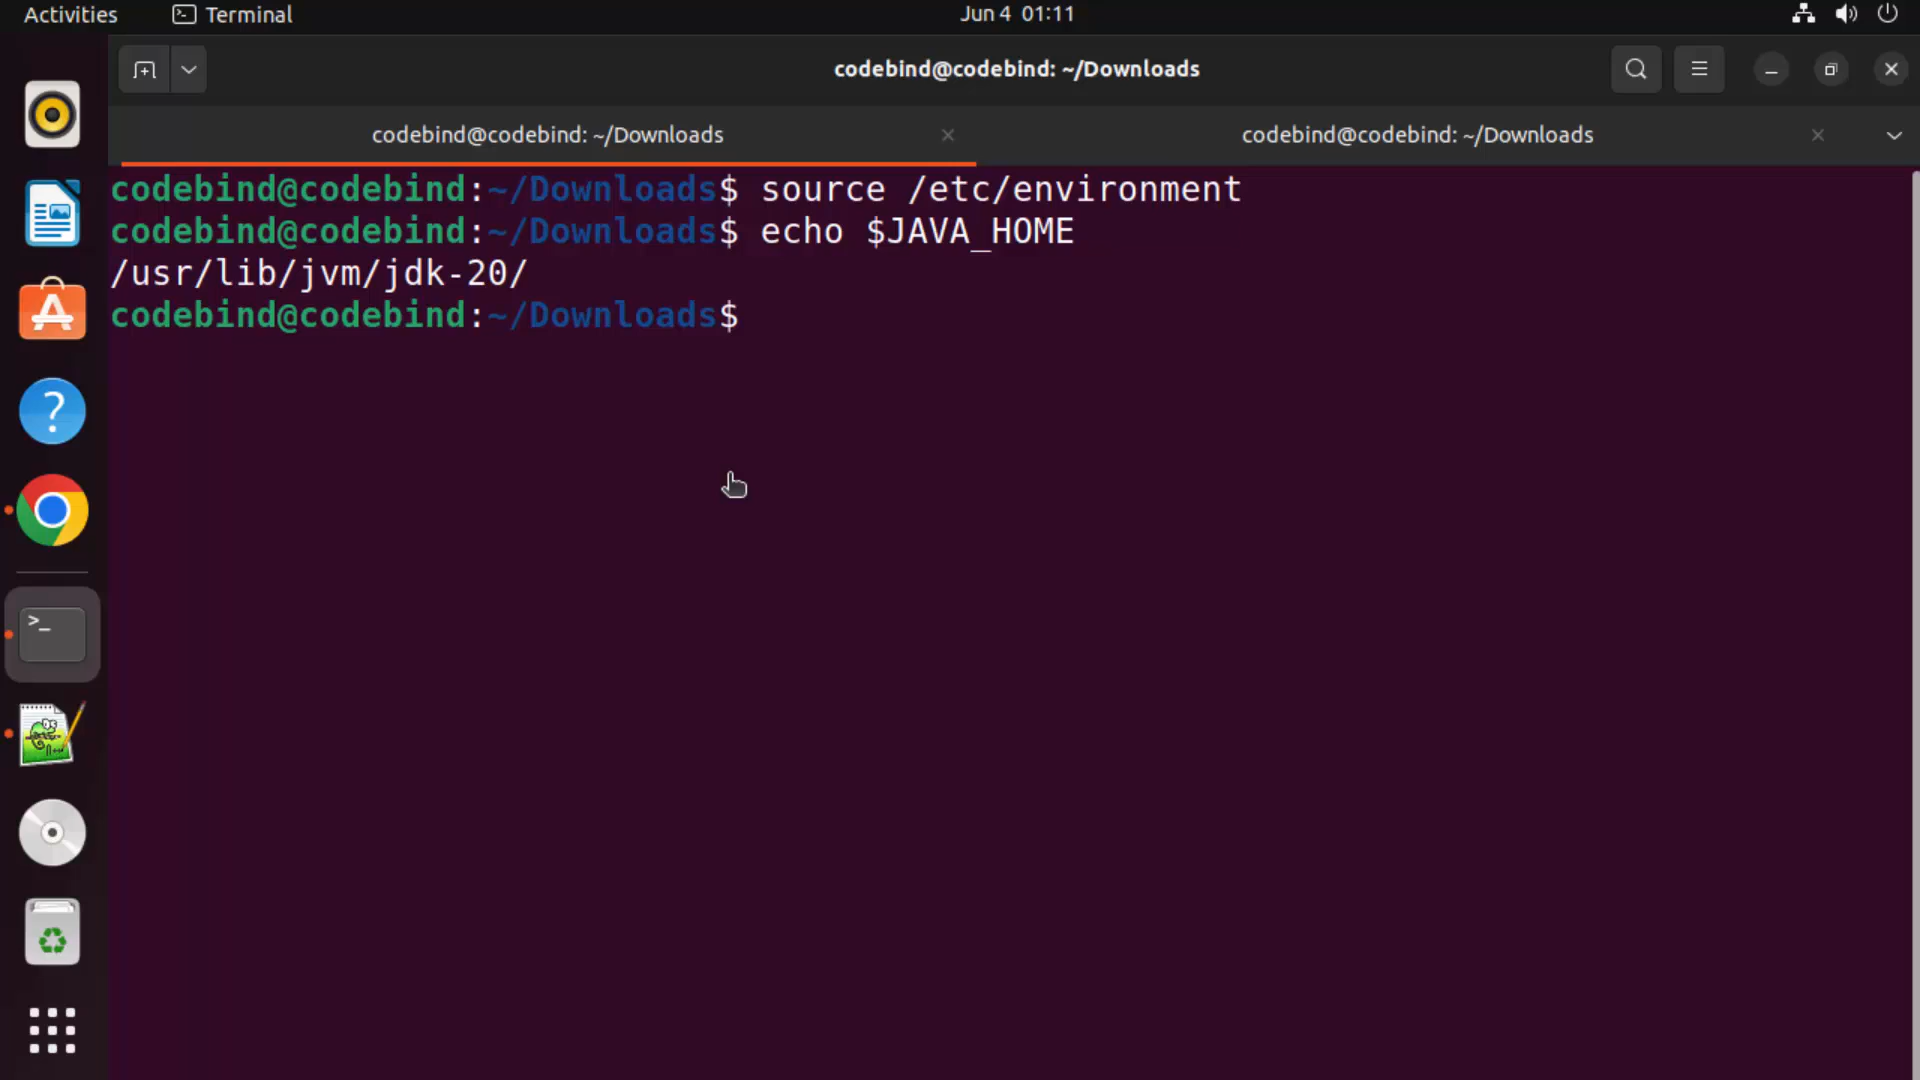 Activities Terminal Jun 4 01:11
codebind@codebind: ~/Downloads
codebind@codebind: ~/Downloads codebind@codebind: ~/Downloads
codebind@codebind:~/Downloads$ source /etc/environment
codebind@codebind:~/Downloads$ echo $JAVA_HOME
/usr/lib/jvm/jdk-20/
codebind@codebind:~/Downloads$